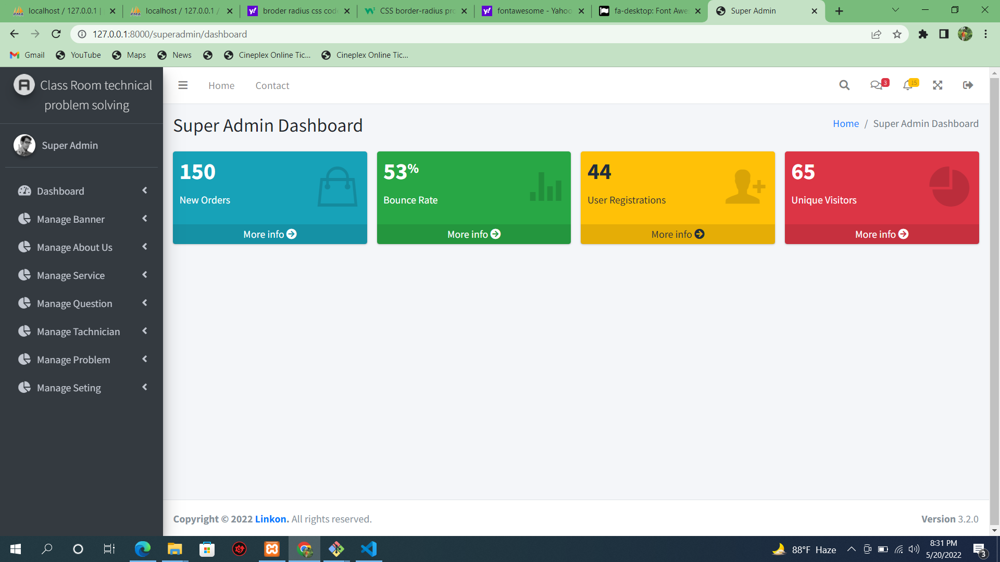 localhost / 127.0.0.1 |
localhost / 127.0.0.1 /
broder radius css code
CSS border-radius pro
fontawesome - Yahoo
fa-desktop: Font Awes
Super Admin
127.0.0.1:8000/superadmin/dashboard
Gmail
YouTube
Maps
News
Cineplex Online Tic...
Cineplex Online Tic...
Class Room technical
problem solving
Home
Contact
3
15
Super Admin Dashboard
Home / Super Admin Dashboard
Super Admin
Dashboard
Manage Banner
Manage About Us
Manage Service
Manage Question
Manage Tachnician
Manage Problem
Manage Seting
150
New Orders
More info
53%
Bounce Rate
More info
44
User Registrations
More info
65
Unique Visitors
More info
Copyright © 2022 Linkon. All rights reserved.
Version 3.2.0
88°F Haze
8:31 PM
5/20/2022
3